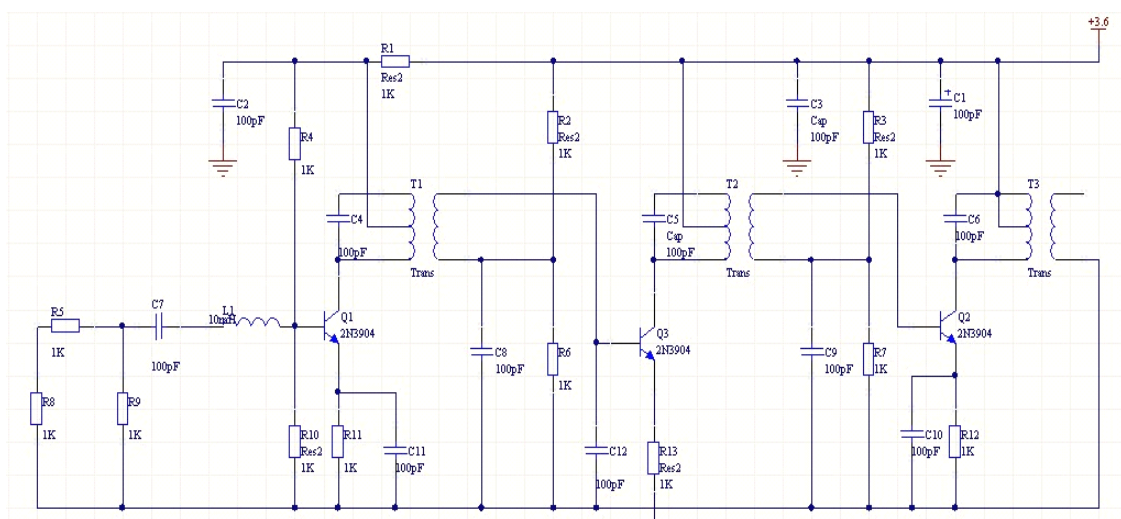 +3.6
R1
Res2
1K
C2
100pF
R4
1K
R2
Res2
1K
C3
Cap
100pF
R3
Res2
1K
C1
100pF
T1
C4
100pF
Trans
T2
C5
Cap
100pF
Trans
T3
C6
100pF
Trans
R5
1K
C7
100pF
L1
10mH
Q1
2N3904
C8
100pF
R6
1K
Q3
2N3904
C9
100pF
R7
1K
Q2
2N3904
R8
1K
R9
1K
R10
Res2
1K
R11
1K
C11
100pF
C12
100pF
R13
Res2
1K
C10
100pF
R12
1K